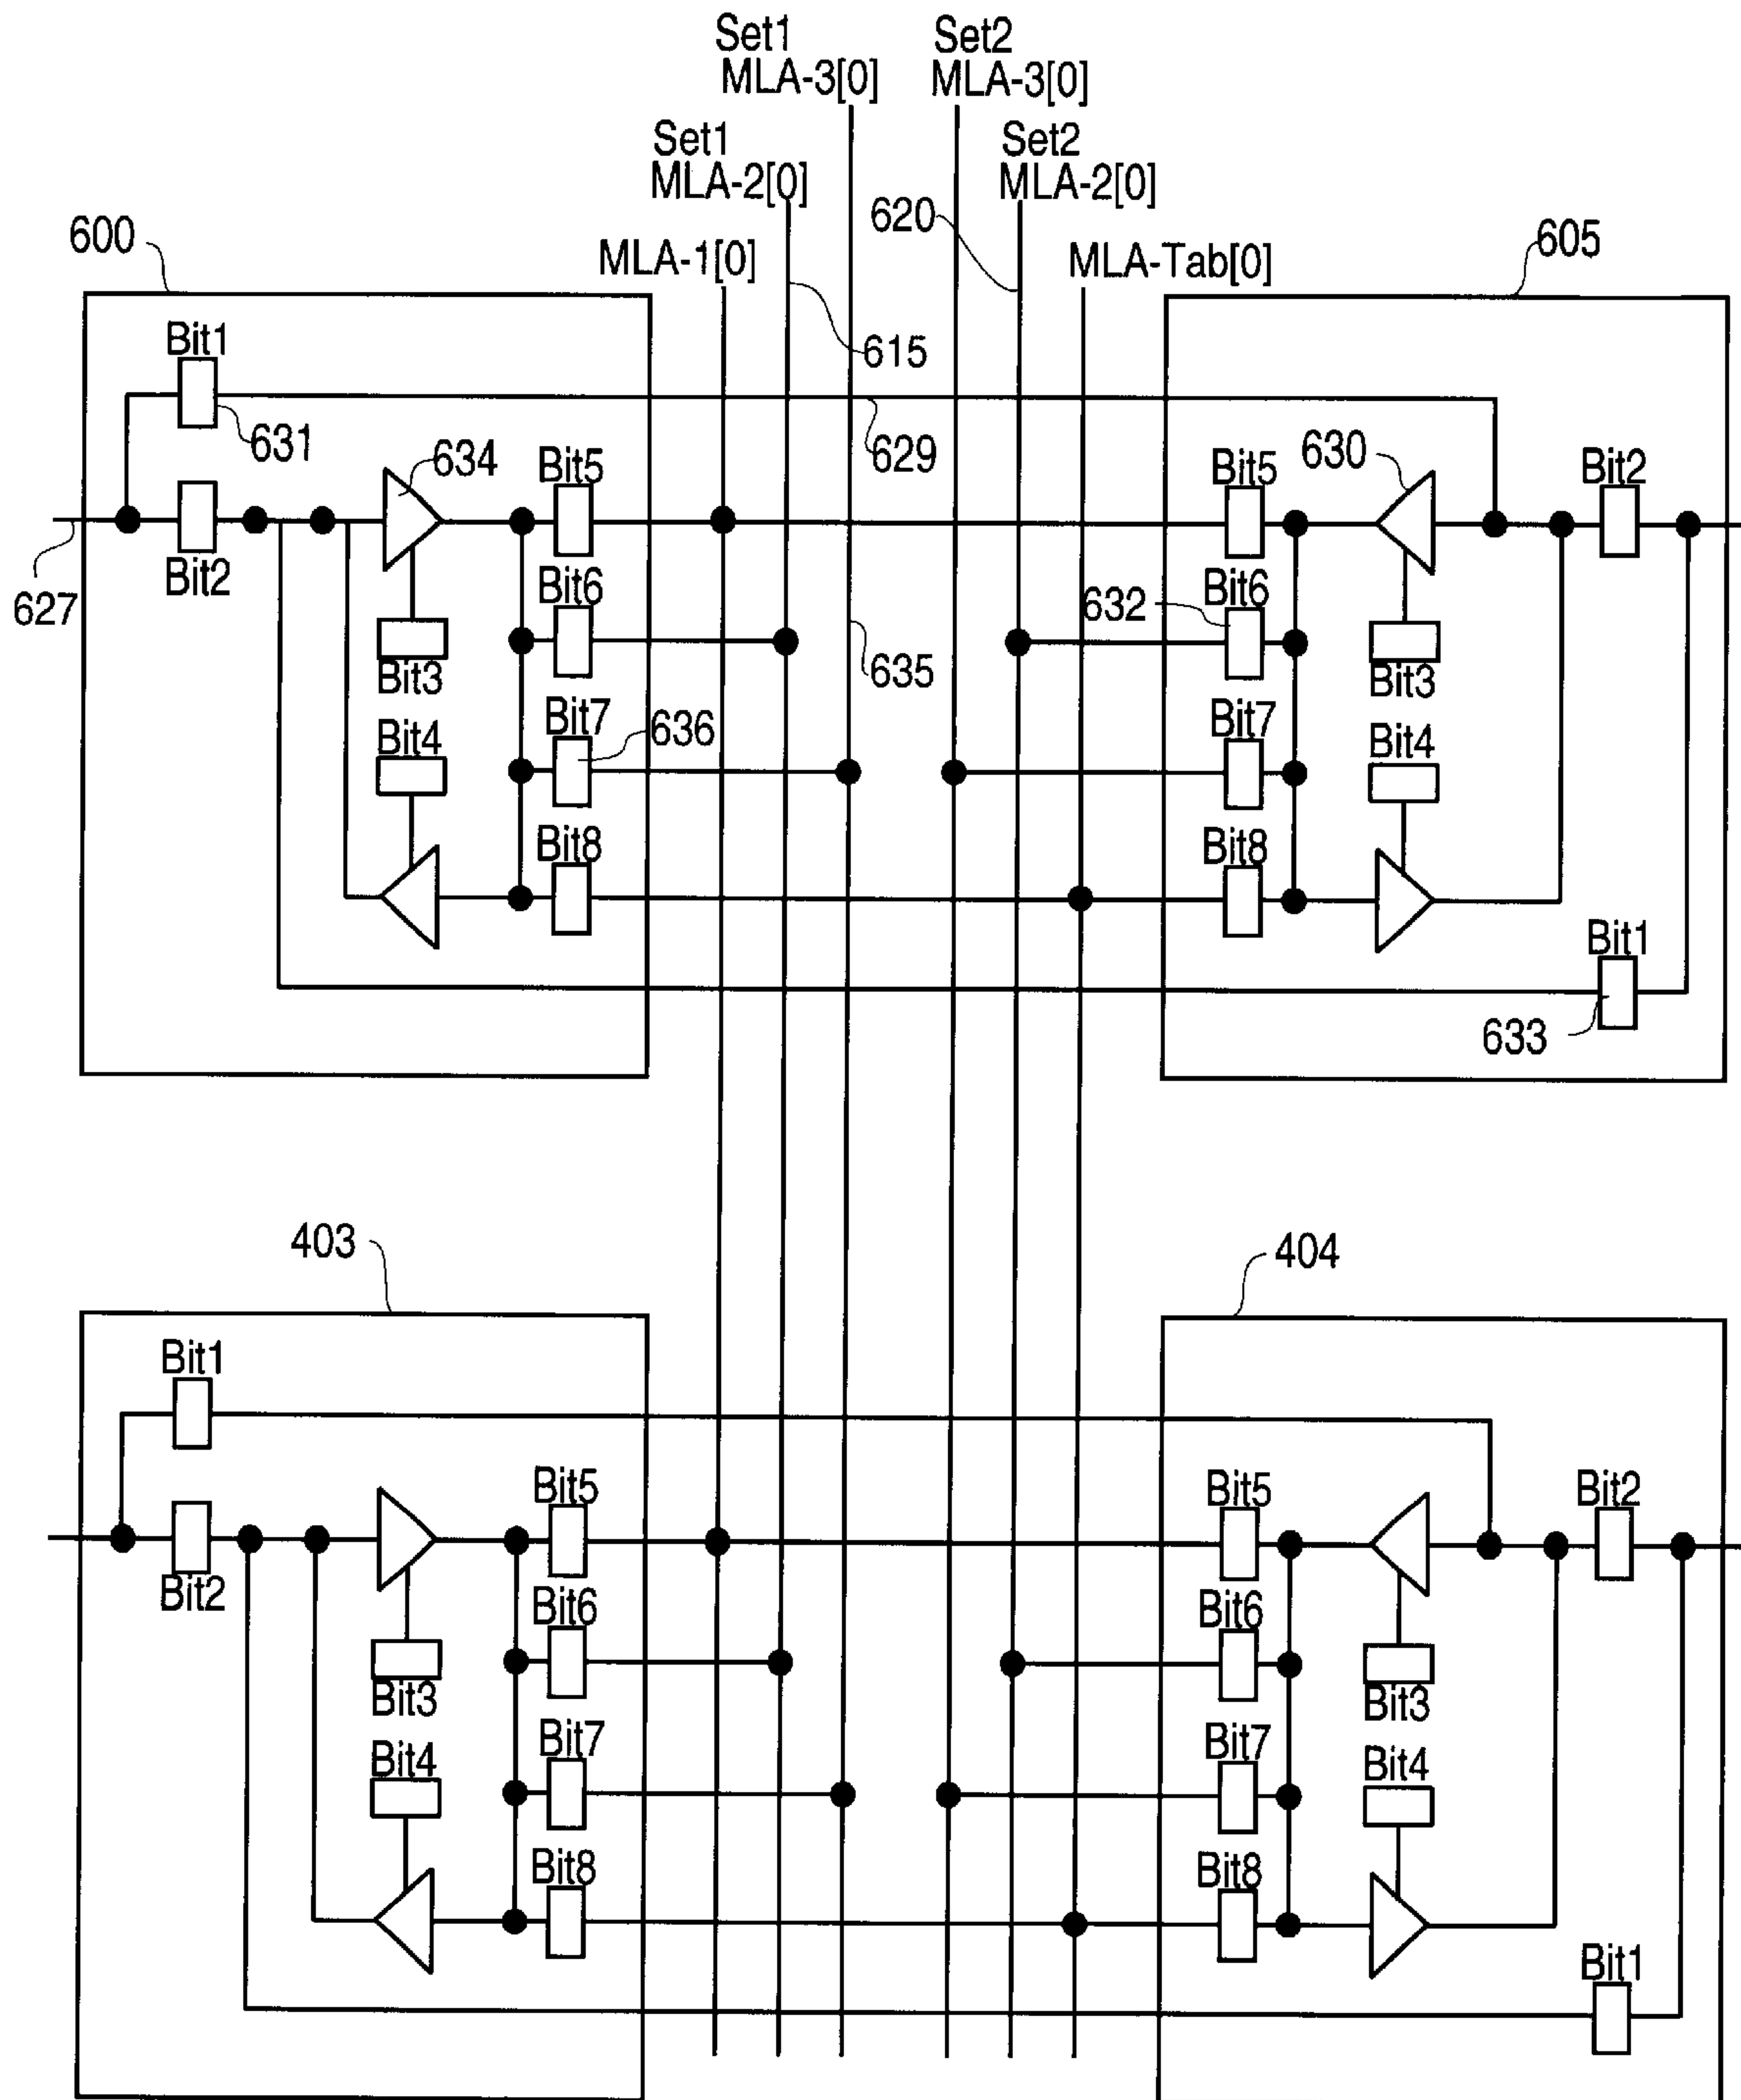 Set1
MLA-3[0]
Set2
MLA-3[0]
Set1
MLA-2[0]
Set2
MLA-2[0]
620
600
MLA-1[0]
MLA-Tab[0]
605
615
Bit1
631
629
634
Bit5
Bit5
630
Bit2
Bit2
627
Bit6
632
Bit6
Bit3
635
Bit3
Bit4
Bit7
636
Bit7
Bit4
Bit8
Bit8
Bit1
633
403
404
Bit1
Bit5
Bit5
Bit2
Bit2
Bit6
Bit6
Bit3
Bit3
Bit4
Bit7
Bit7
Bit4
Bit8
Bit8
Bit1